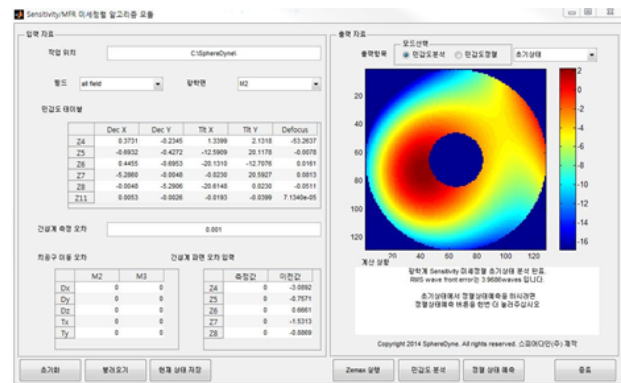 Sensitivity/MFR 미세정렬 알고리즘 모듈
입력 자료
작업 위치 C:\SphereDyne\
필드 all field 광학면 M2
민감도 테이블
Dec X Dec Y Tilt X Tilt Y Defocus
Z4 0.3731 -0.2345 1.3399 2.1318 -53.2637
Z5 -0.6932 -0.4272 -12.5909 20.1178 -0.0078
Z6 0.4455 -0.6953 -20.1310 -12.7076 0.0161
Z7 -5.2860 -0.0048 -0.0230 20.5927 0.0813
Z8 -0.0048 -5.2906 -20.6148 0.0230 -0.0511
Z11 0.0053 -0.0026 -0.0193 -0.0399 7.1340e-05
간섭계 측정 오차 0.001
치공구 이동 오차 간섭계 파면 오차 입력
M2 M3
Dx 0 0
Dy 0 0
Dz 0 0
Tx 0 0
Ty 0 0
측정값 이전값
Z4 0 -3.0892
Z5 0 -0.7571
Z6 0 0.6661
Z7 0 -1.5313
Z8 0 -0.8869
초기화 불러오기 현재 상태 저장
출력 자료
출력항목 모드선택 민감도분석 민감도정렬 초기상태
20
40
60
80
100
120
20 40 60 80 100 120
2
0
-2
-4
-6
-8
-10
-12
-14
-16
계산 상황
광학계 Sensitivity 미세정렬 초기상태 분석 완료.
RMS wave front error는 3.9686waves 입니다.
초기상태에서 정렬상태예측을 하시려면
정렬상태예측 버튼을 한번 더 눌러주십시오
Copyright 2014 SphereDyne. All rights reserved. 스피어다인(주) 제작
Zemax 실행 민감도 분석 정렬 상태 예측 종료